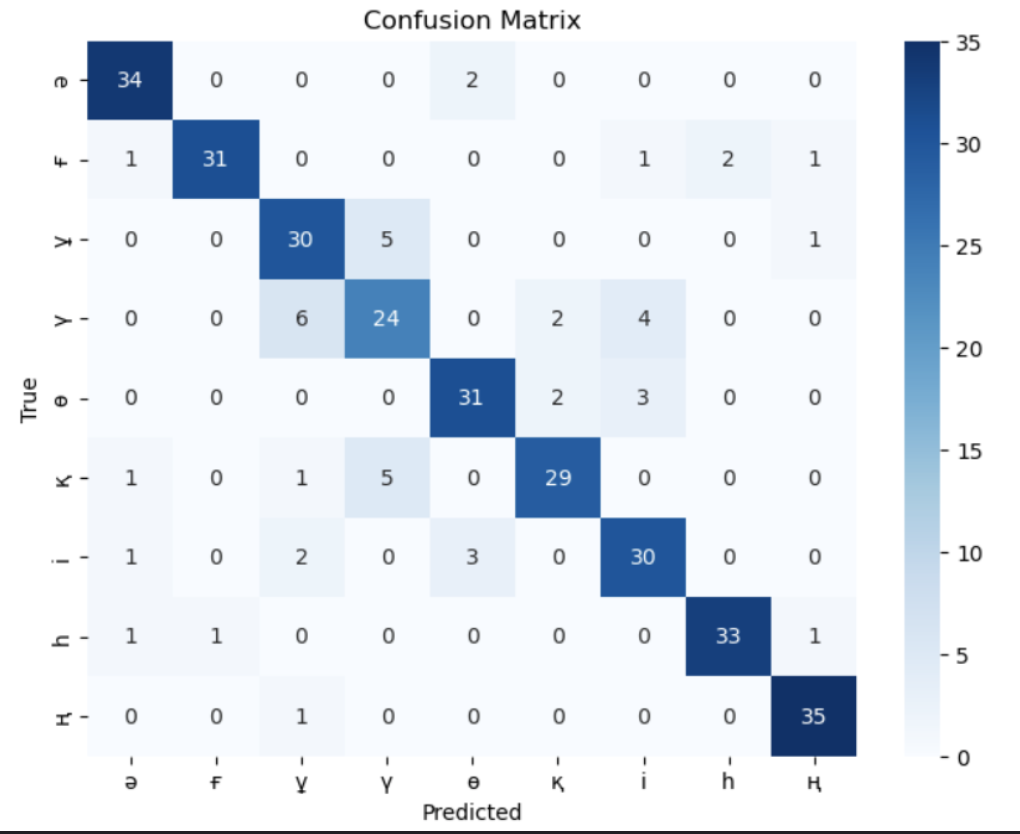 Confusion Matrix
ә 34 0 0 0 2 0 0 0 0
ғ 1 31 0 0 0 0 1 2 1
ұ 0 0 30 5 0 0 0 0 1
ү 0 0 6 24 0 2 4 0 0
ө 0 0 0 0 31 2 3 0 0
қ 1 0 1 5 0 29 0 0 0
і 1 0 2 0 3 0 30 0 0
һ 1 1 0 0 0 0 0 33 1
ң 0 0 1 0 0 0 0 0 35
ә ғ ұ ү ө қ і һ ң
True
Predicted
35
30
25
20
15
10
5
0